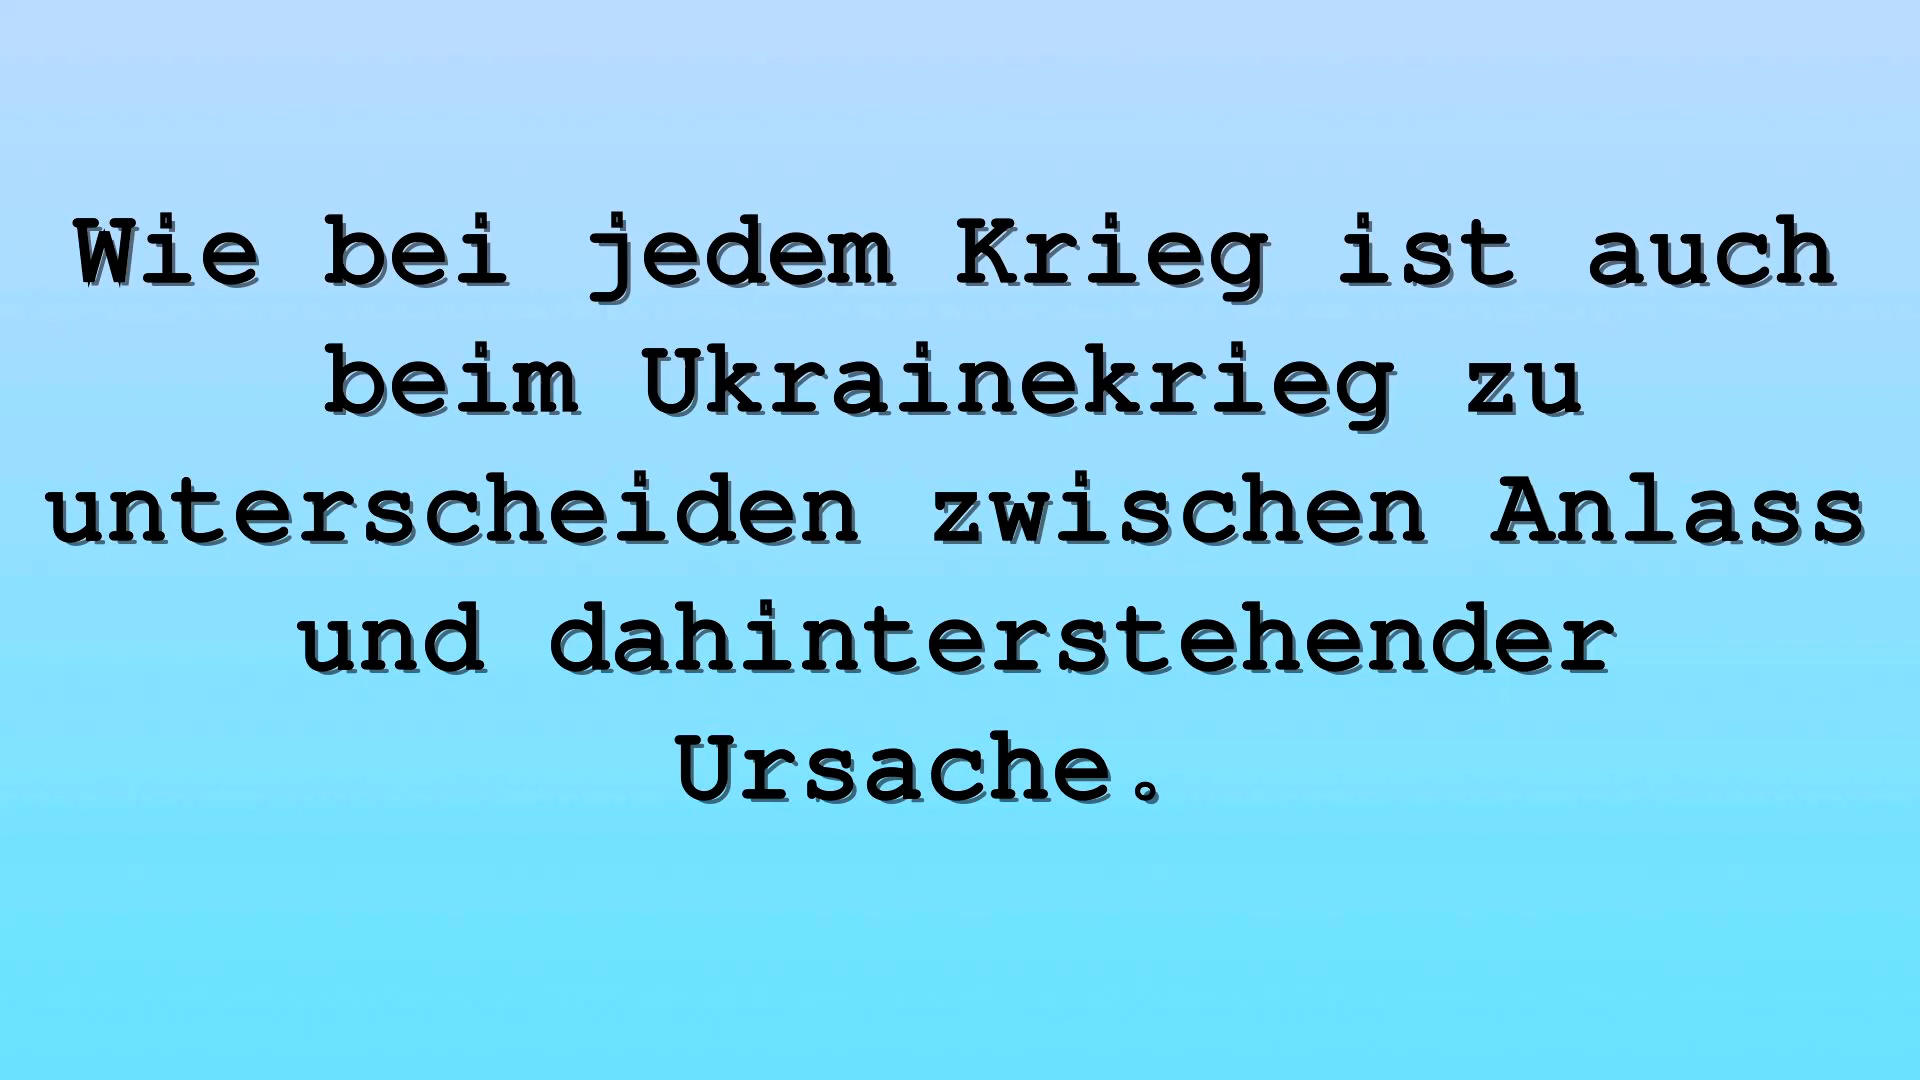 Wie bei jedem Krieg ist auch
beim Ukrainekrieg zu
unterscheiden zwischen Anlass
und dahinterstehender
Ursache.